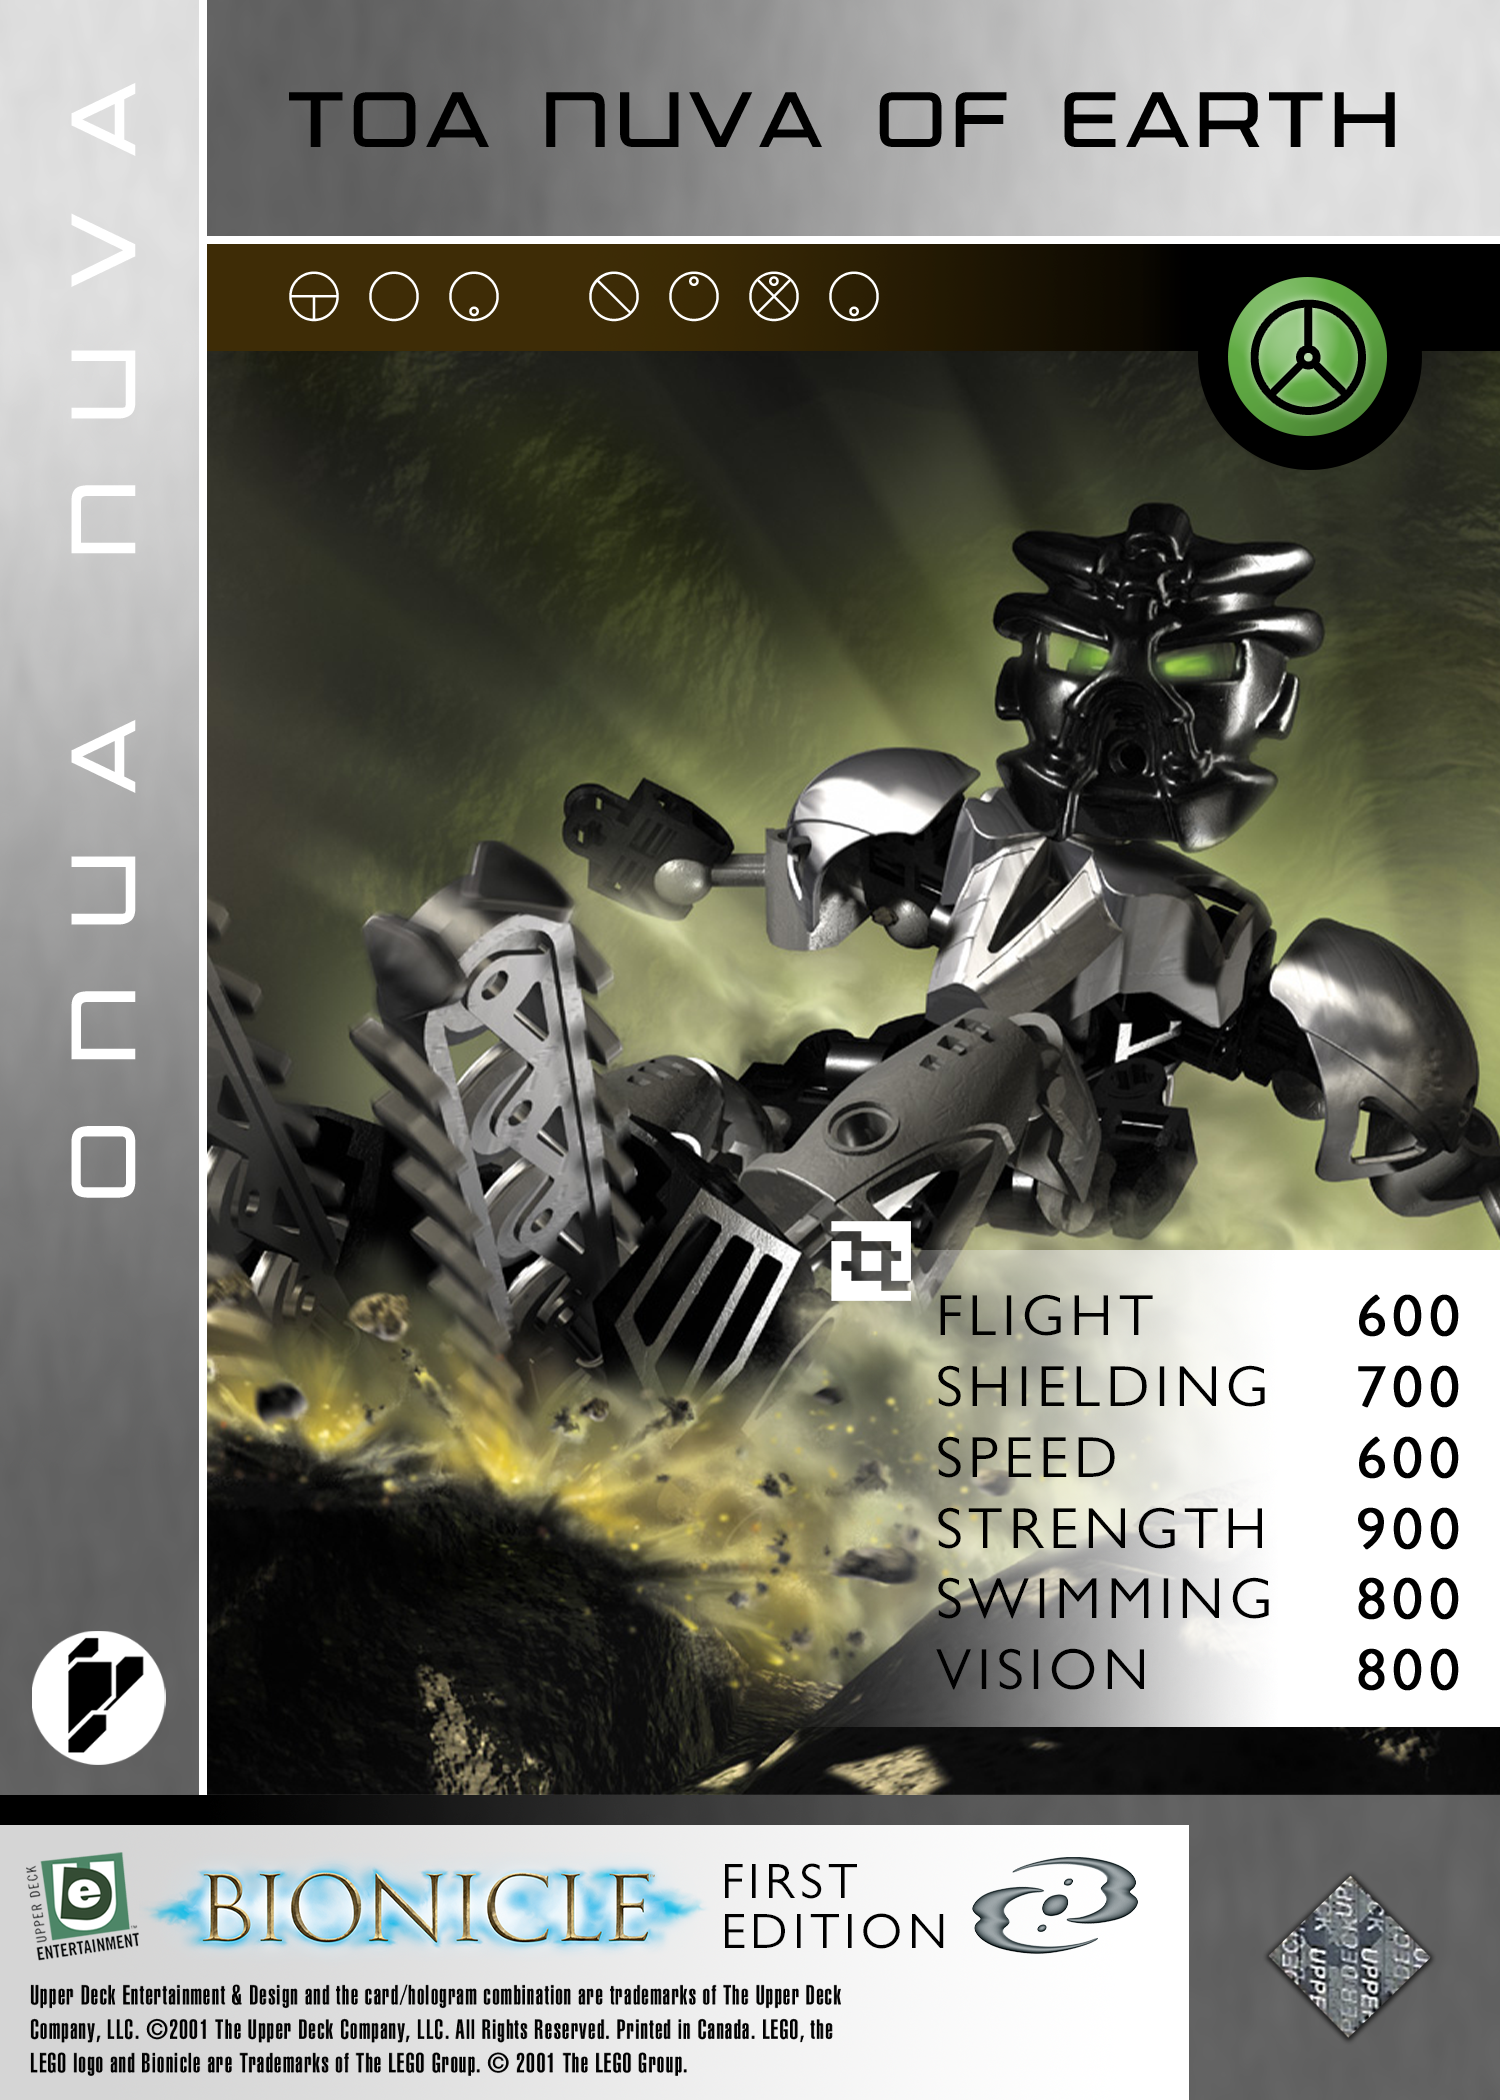 TOA NUVA OF EARTH
ONUA NUVA
FLIGHT 600
SHIELDING 700
SPEED 600
STRENGTH 900
SWIMMING 800
VISION 800
UPPER DECK
e
ENTERTAINMENT
BIONICLE
FIRST
EDITION
Upper Deck Entertainment & Design and the card/hologram combination are trademarks of The Upper Deck
Company, LLC. ©2001 The Upper Deck Company, LLC. All Rights Reserved. Printed in Canada. LEGO, the
LEGO logo and Bionicle are Trademarks of The LEGO Group. © 2001 The LEGO Group.